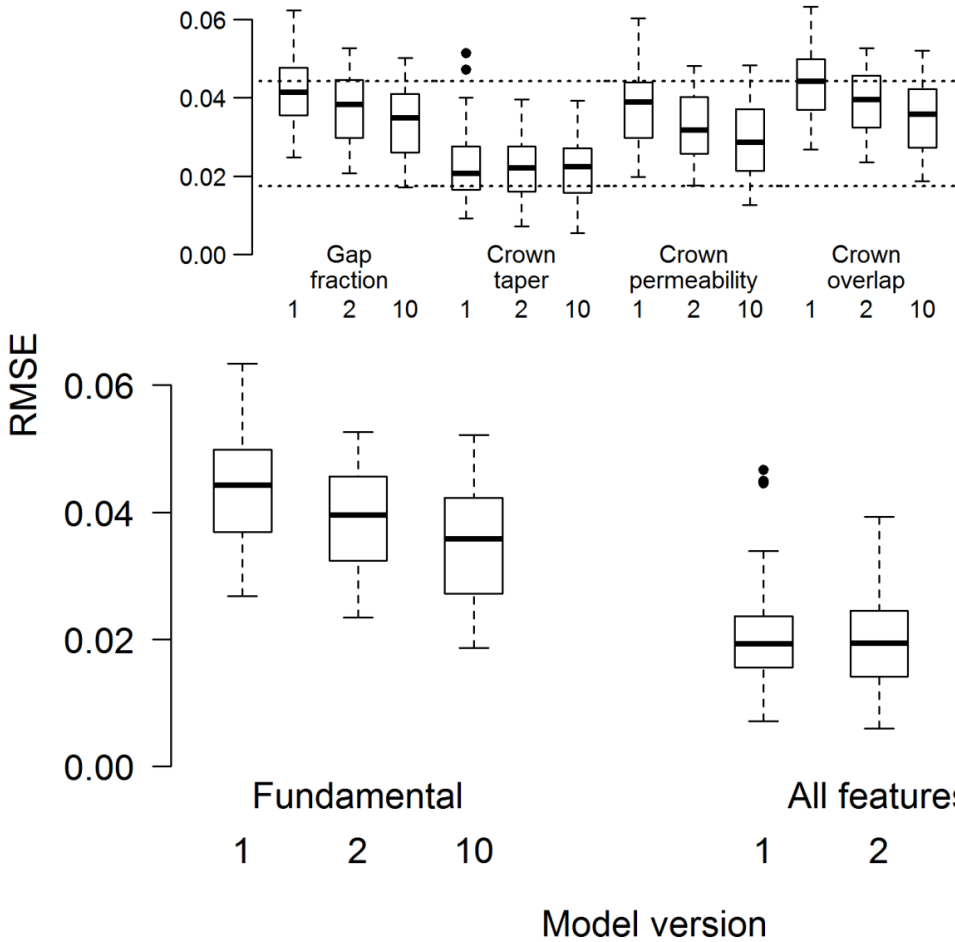 0.06
0.04
0.02
0.00
Gap fraction
Crown taper
Crown permeability
Crown overlap
1 2 10 1 2 10 1 2 10 1 2 10
RMSE
0.06
0.04
0.02
0.00
Fundamental All features
1 2 10 1 2
Model version